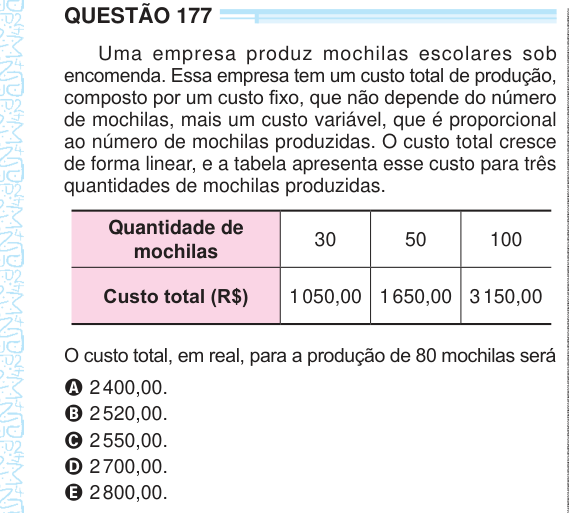 QUESTÃO 177
Uma empresa produz mochilas escolares sob
encomenda. Essa empresa tem um custo total de produção,
composto por um custo fixo, que não depende do número
de mochilas, mais um custo variável, que é proporcional
ao número de mochilas produzidas. O custo total cresce
de forma linear, e a tabela apresenta esse custo para três
quantidades de mochilas produzidas.
Quantidade de
mochilas 30 50 100
Custo total (R$) 1 050,00 1 650,00 3 150,00
O custo total, em real, para a produção de 80 mochilas será
A 2 400,00.
B 2 520,00.
C 2 550,00.
D 2 700,00.
E 2 800,00.